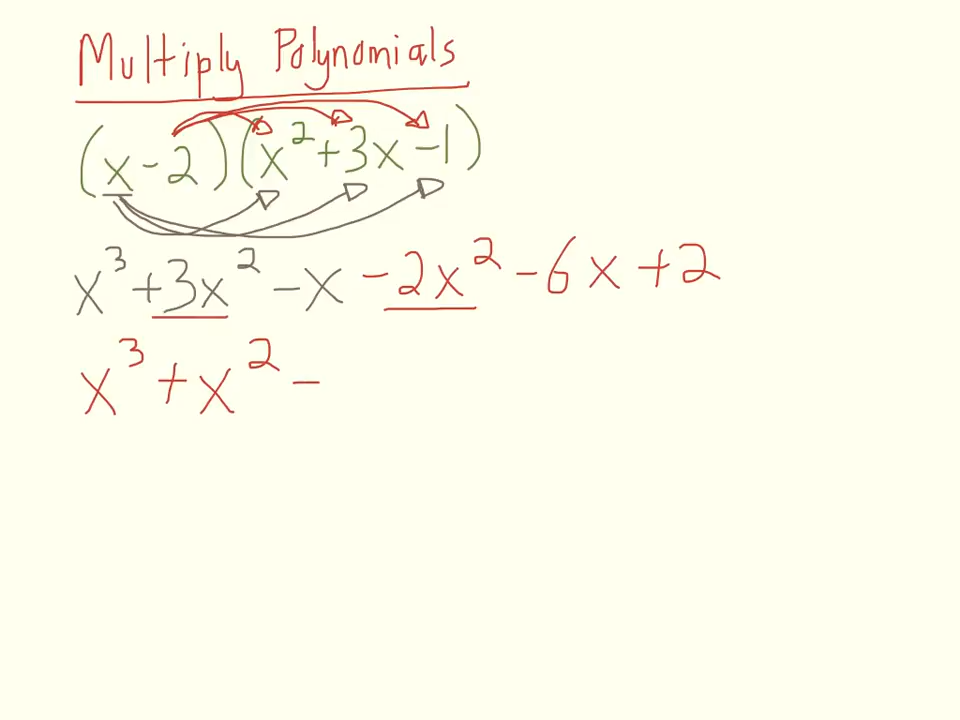 Multiply Polynomials
(x-2)(x²+3x-1)
x³+3x²-x-2x²-6x+2
x³+x²-